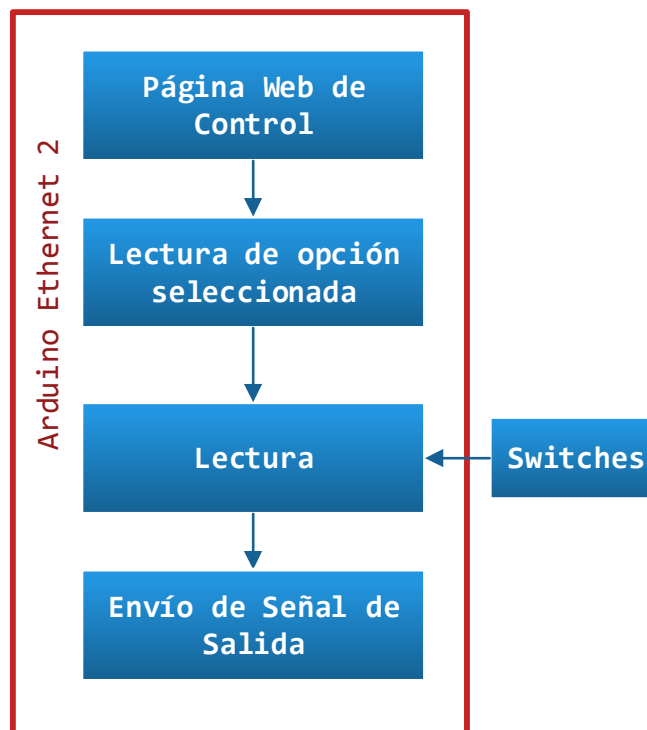 Página Web de
Control
Arduino Ethernet 2
Lectura de opción
seleccionada
Lectura
Switches
Envío de Señal de
Salida